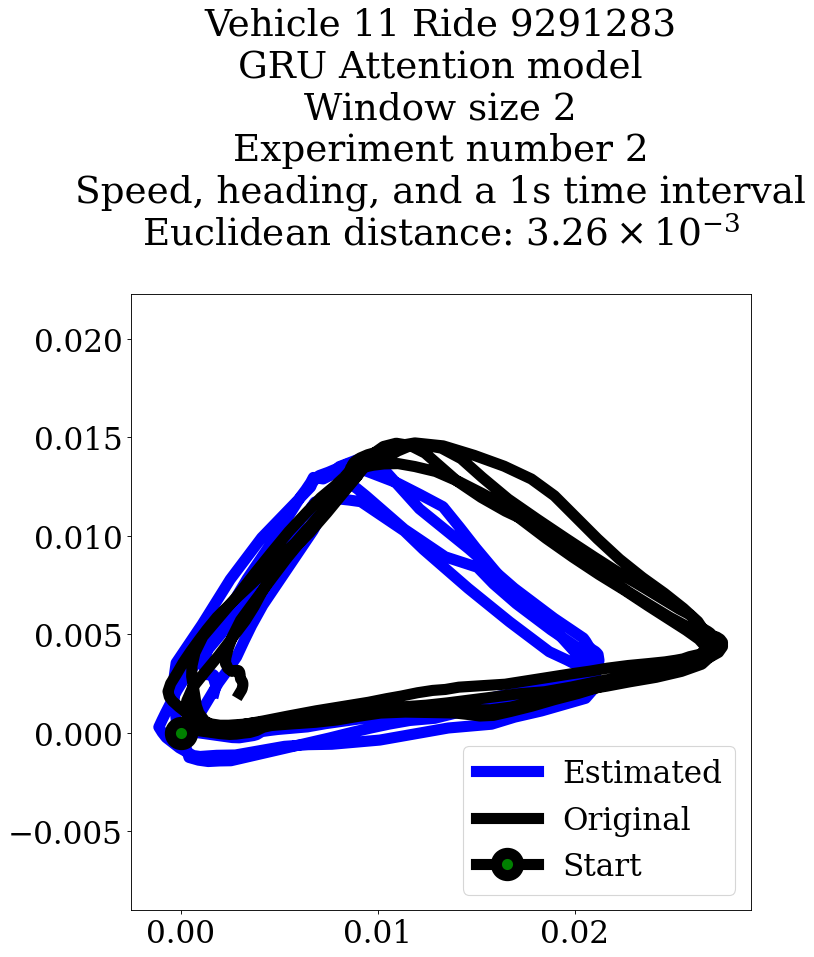 Vehicle 11 Ride 9291283
GRU Attention model
Window size 2
Experiment number 2
Speed, heading, and a 1s time interval
Euclidean distance: 3.26 × 10⁻³
0.020
0.015
0.010
0.005
0.000
−0.005
0.00 0.01 0.02
Estimated
Original
Start